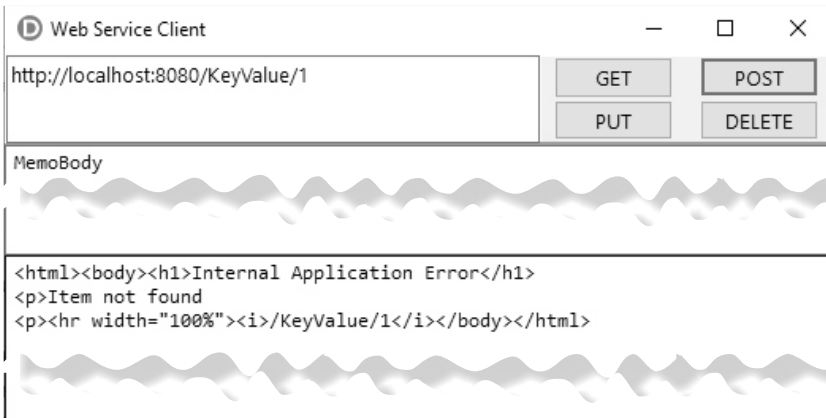 Web Service Client
http://localhost:8080/KeyValue/1
GET POST
PUT DELETE
MemoBody
<html><body><h1>Internal Application Error</h1>
<p>Item not found
<p><hr width="100%"><i>/KeyValue/1</i></body></html>